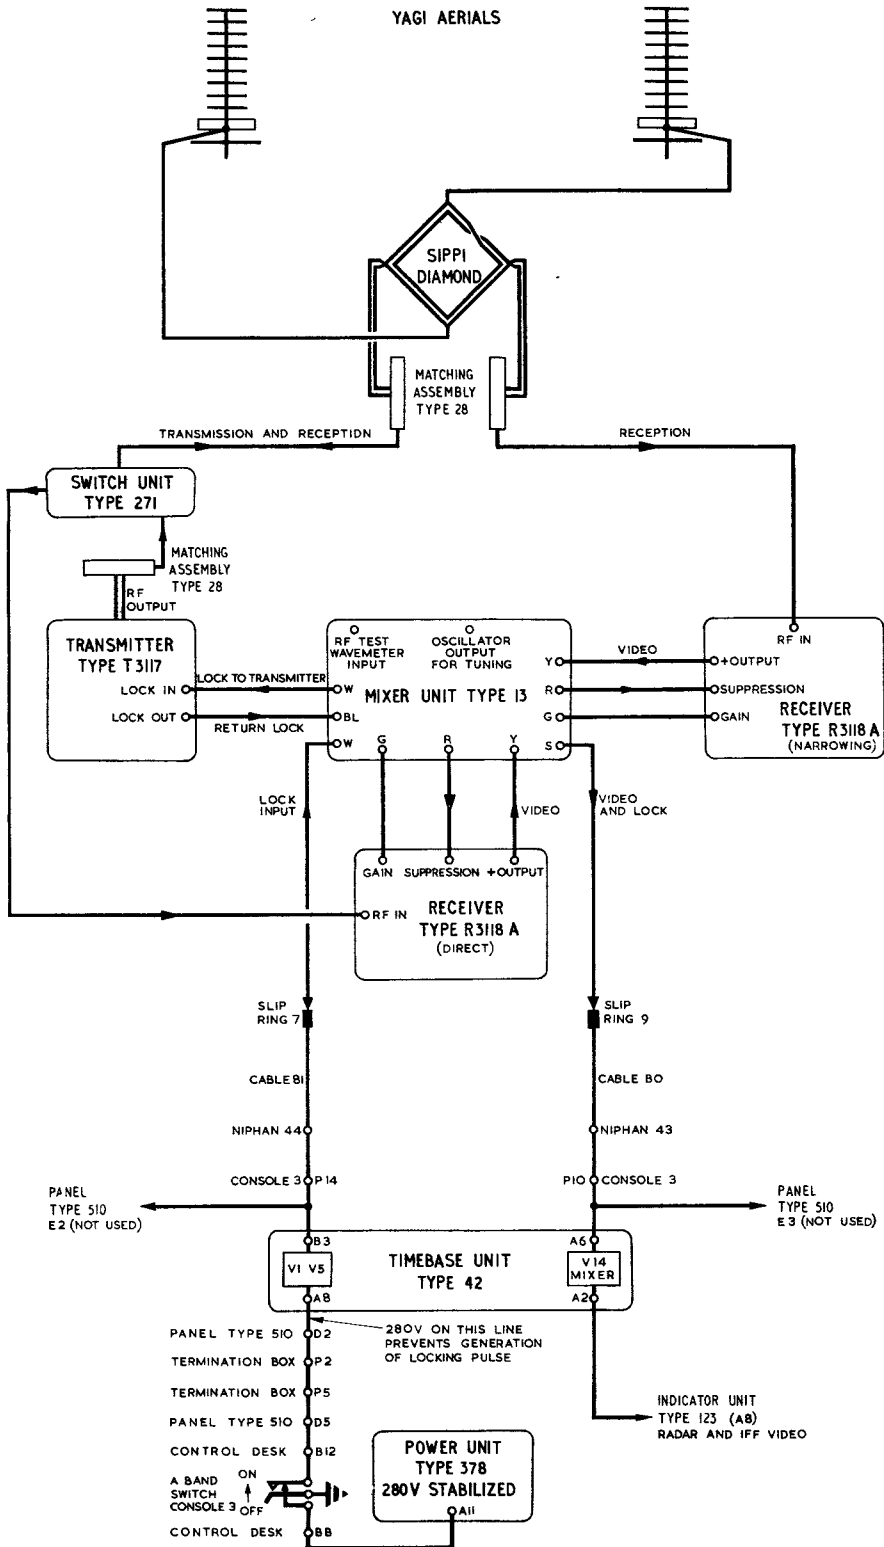 YAGI AERIALS
SIPPI
DIAMOND
MATCHING
ASSEMBLY
TYPE 28
TRANSMISSION AND RECEPTION
RECEPTION
SWITCH UNIT
TYPE 271
MATCHING
ASSEMBLY
TYPE 28
RF
OUTPUT
TRANSMITTER
TYPE T3117
LOCK IN
LOCK OUT
LOCK TO TRANSMITTER
RETURN LOCK
RF TEST
WAVEMETER
INPUT
OSCILLATOR
OUTPUT
FOR TUNING
MIXER UNIT TYPE 13
W
BL
W
G
R
Y
Y
R
G
S
VIDEO
RF IN
+OUTPUT
SUPPRESSION
GAIN
RECEIVER
TYPE R3118 A
(NARROWING)
LOCK
INPUT
VIDEO
VIDEO
AND LOCK
GAIN SUPPRESSION +OUTPUT
RF IN
RECEIVER
TYPE R3118 A
(DIRECT)
SLIP
RING 7
SLIP
RING 9
CABLE 81
CABLE 80
NIPHAN 44
NIPHAN 43
CONSOLE 3 P14
P10 CONSOLE 3
PANEL
TYPE 510
E2 (NOT USED)
PANEL
TYPE 510
E3 (NOT USED)
B3
V1 V5
A8
TIMEBASE UNIT
TYPE 42
A6
V14
MIXER
A2
280V ON THIS LINE
PREVENTS GENERATION
OF LOCKING PULSE
PANEL TYPE 510 D2
TERMINATION BOX P2
TERMINATION BOX P5
PANEL TYPE 510 D5
CONTROL DESK B12
A BAND
SWITCH
CONSOLE 3
ON
OFF
CONTROL DESK B8
POWER UNIT
TYPE 378
280V STABILIZED
A11
INDICATOR UNIT
TYPE 123 (A8)
RADAR AND IFF VIDEO